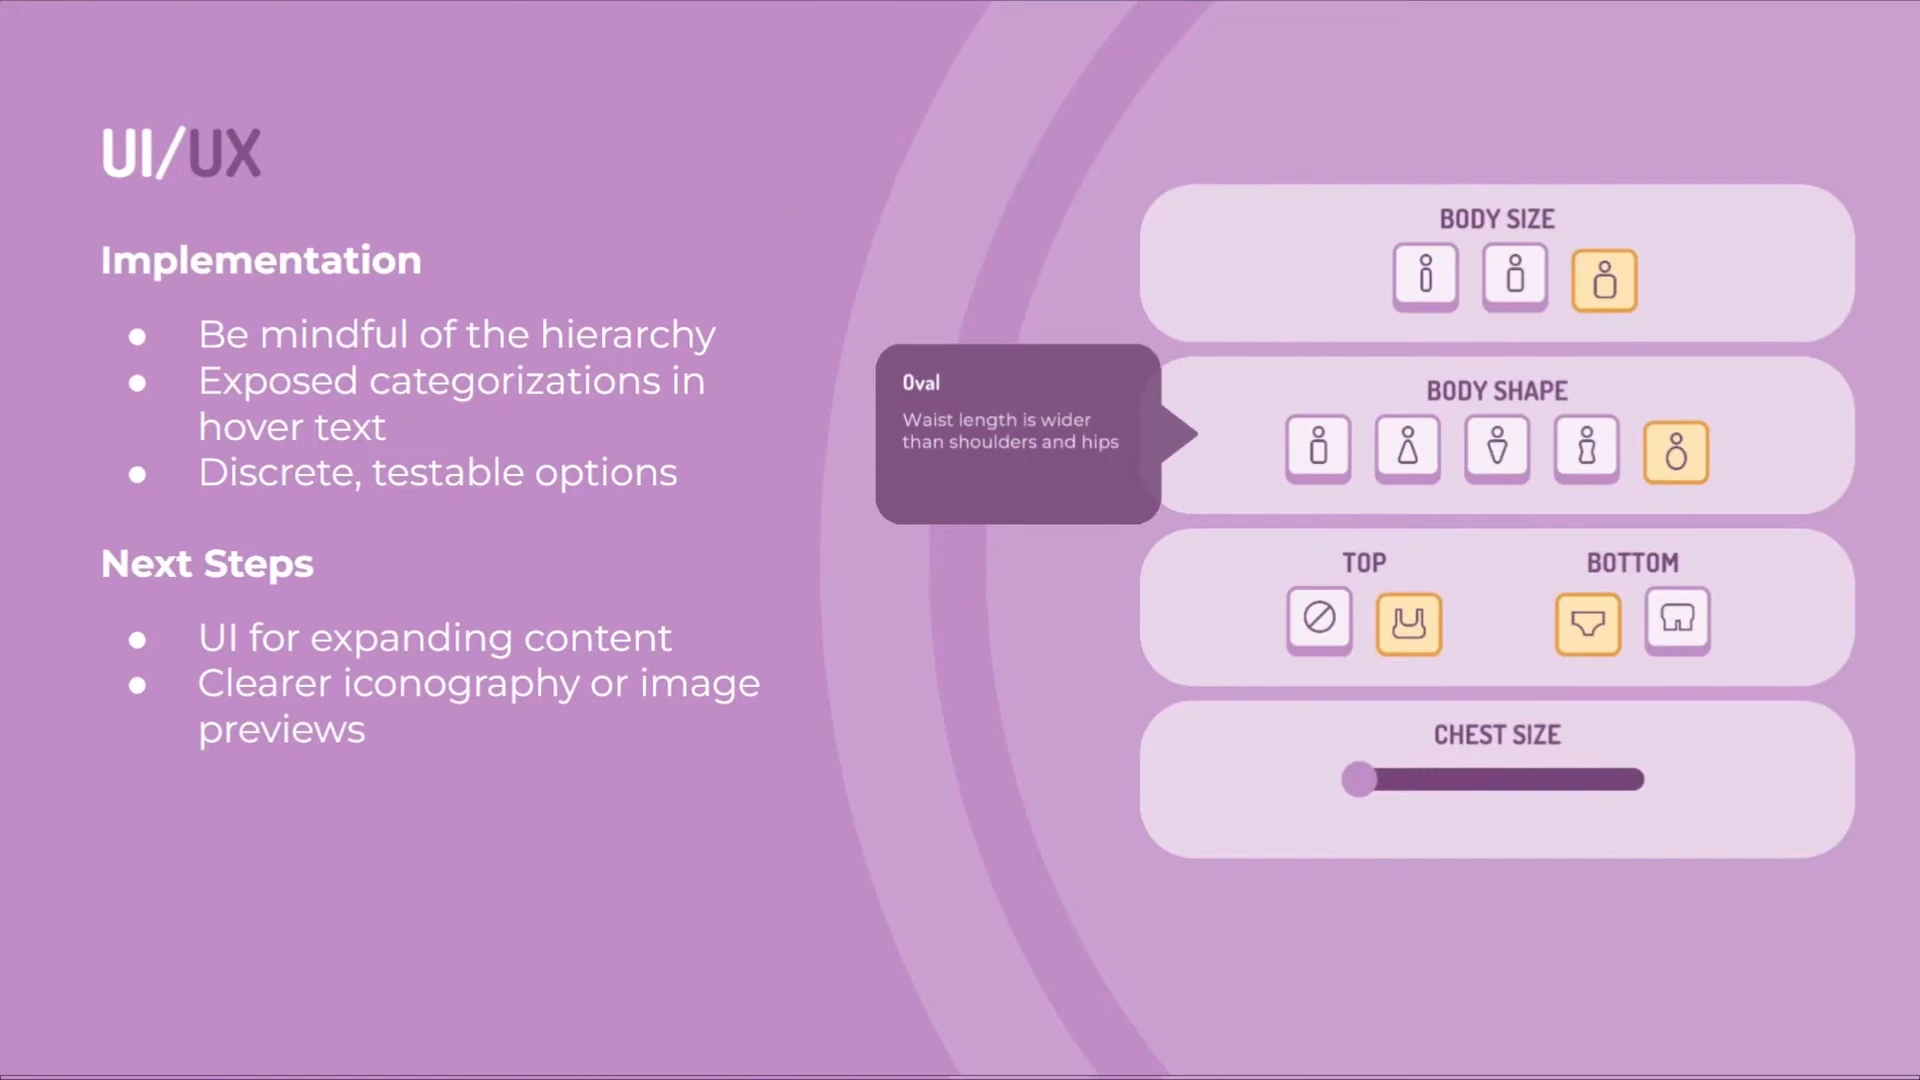 UI/UX
Implementation
● Be mindful of the hierarchy
● Exposed categorizations in
hover text
● Discrete, testable options
Next Steps
● UI for expanding content
● Clearer iconography or image
previews
BODY SIZE
Oval
Waist length is wider
than shoulders and hips
BODY SHAPE
TOP
BOTTOM
CHEST SIZE